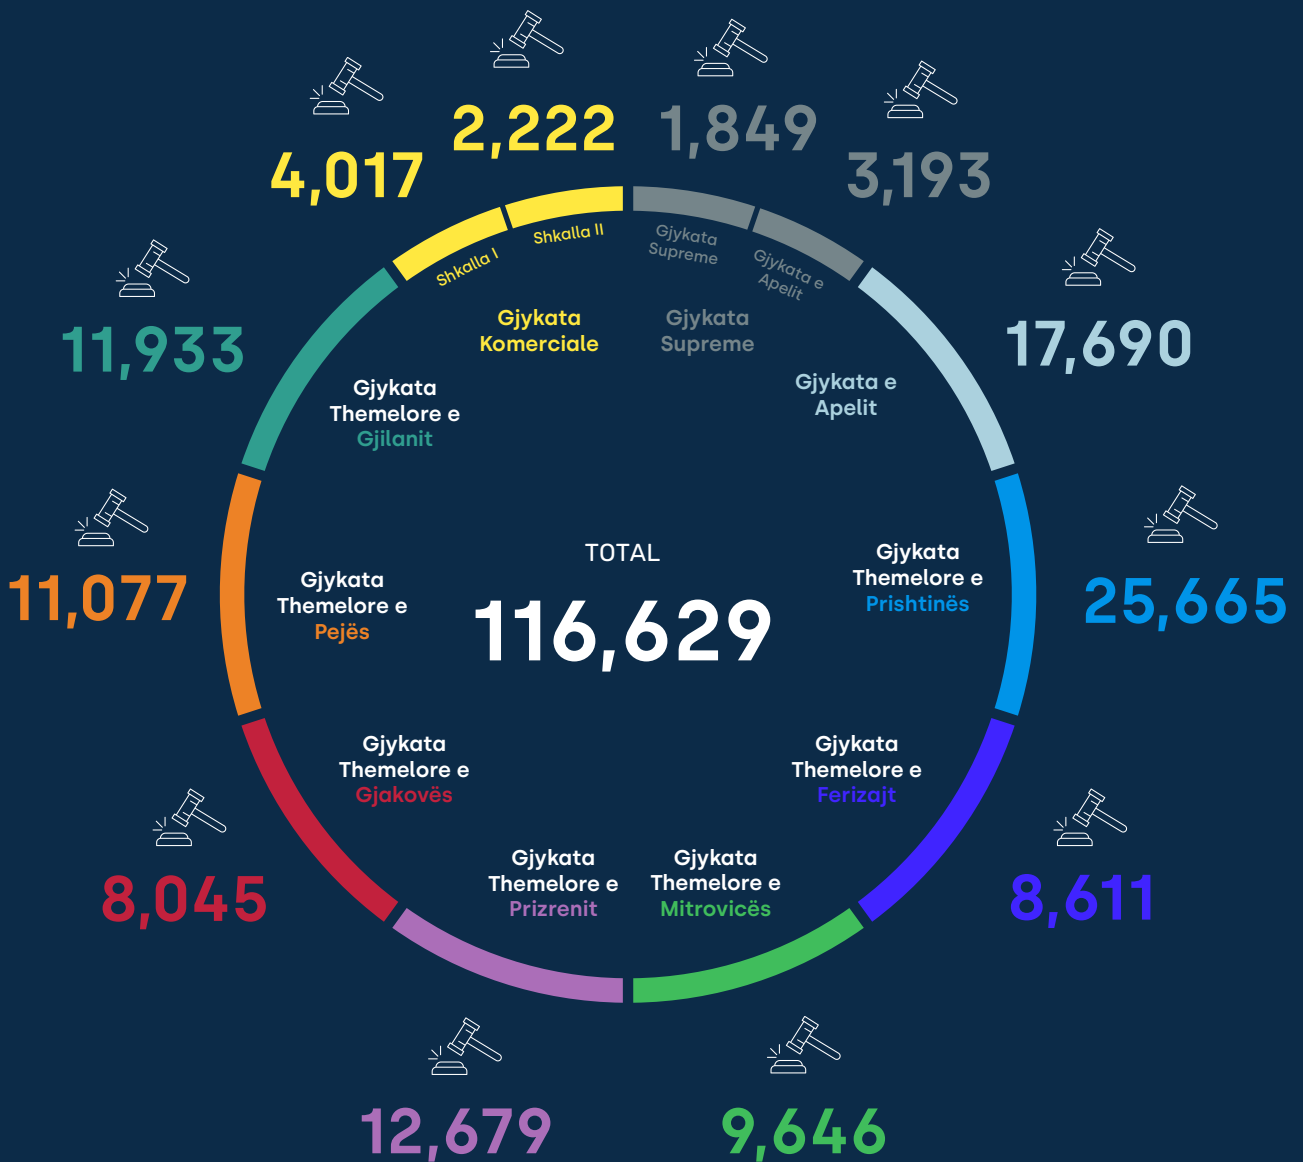 2,222
1,849
4,017
3,193
Shkalla I
Shkalla II
Gjykata
Supreme
Gjykata e
Apelit
11,933
17,690
Gjykata
Komerciale
Gjykata
Supreme
Gjykata
Themelore e
Gjilanit
Gjykata e
Apelit
11,077
Gjykata
Themelore e
Pejës
TOTAL
116,629
Gjykata
Themelore e
Prishtinës
25,665
Gjykata
Themelore e
Gjakovës
Gjykata
Themelore e
Ferizajt
8,045
8,611
Gjykata
Themelore e
Prizrenit
Gjykata
Themelore e
Mitrovicës
12,679
9,646